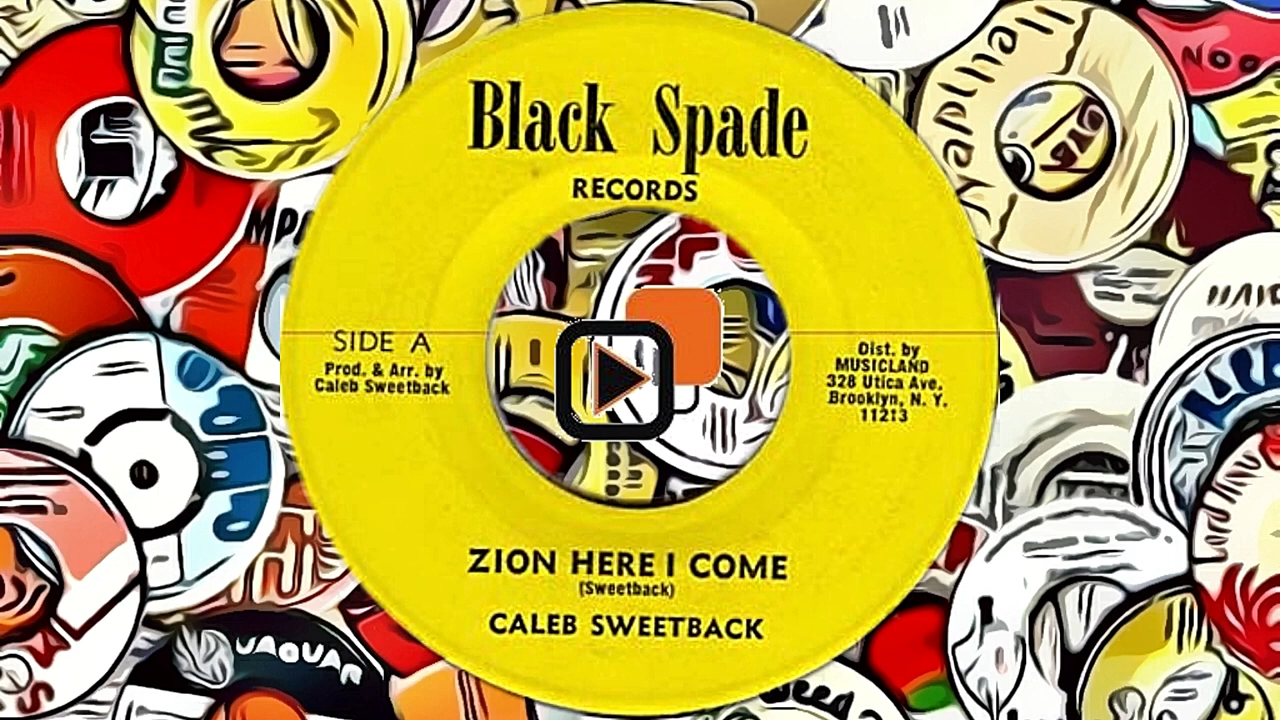 Black Spade
RECORDS
SIDE A
Prod. & Arr. by
Caleb Sweetback
Dist. by
MUSICLAND
328 Utica Ave.
Brooklyn, N. Y.
11213
ZION HERE I COME
(Sweetback)
CALEB SWEETBACK
JAGUAR